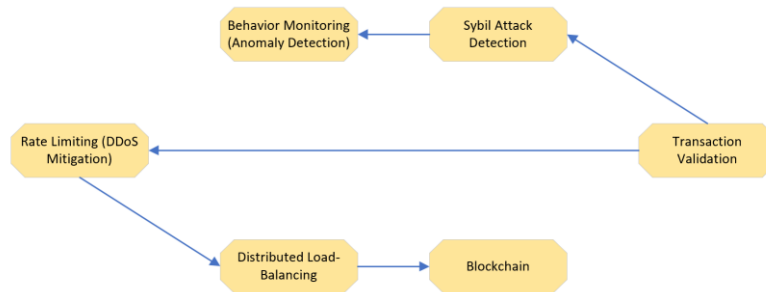 Behavior Monitoring
(Anomaly Detection)
Sybil Attack
Detection
Rate Limiting (DDoS
Mitigation)
Transaction
Validation
Distributed Load-
Balancing
Blockchain